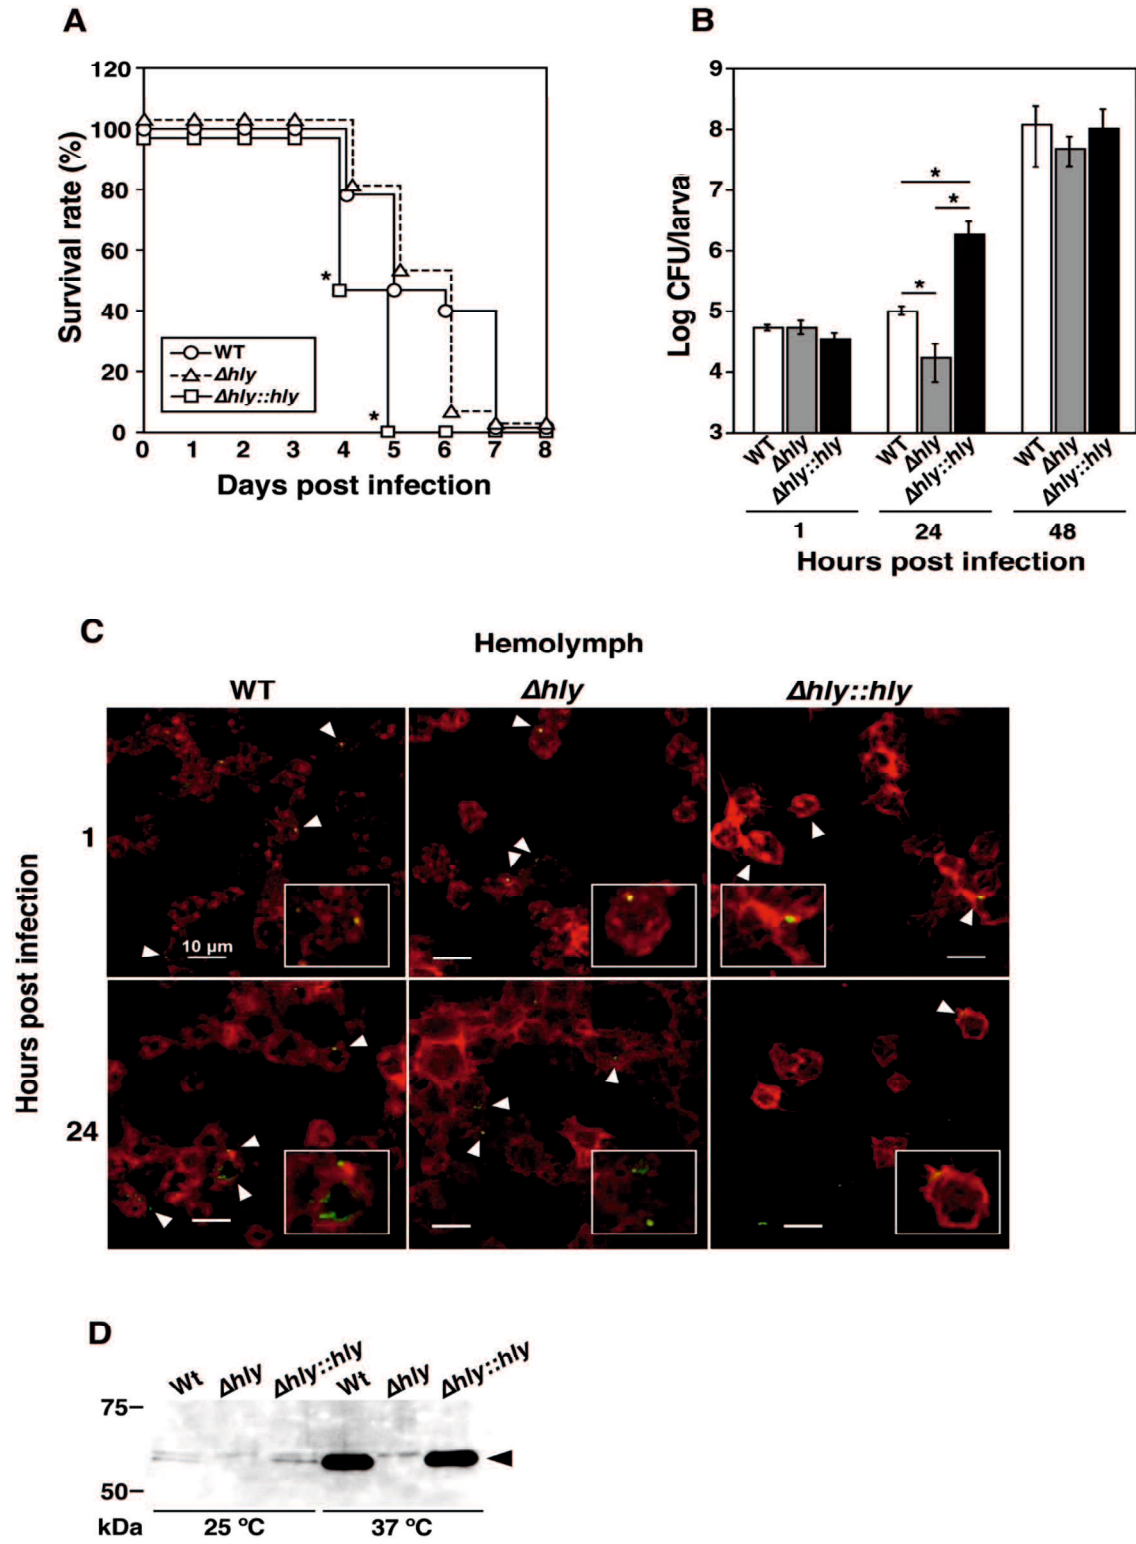 A
120
100
80
60
40
20
0
Survival rate (%)
WT
Δhly
Δhly::hly
*
*
0 1 2 3 4 5 6 7 8
Days post infection
B
9
8
7
6
5
4
3
Log CFU/larva
*
*
*
WT Δhly Δhly::hly WT Δhly Δhly::hly WT Δhly Δhly::hly
1 24 48
Hours post infection
C
Hemolymph
WT Δhly Δhly::hly
Hours post infection
1
10 µm
24
D
Wt Δhly Δhly::hly Wt Δhly Δhly::hly
75
50
kDa 25 °C 37 °C